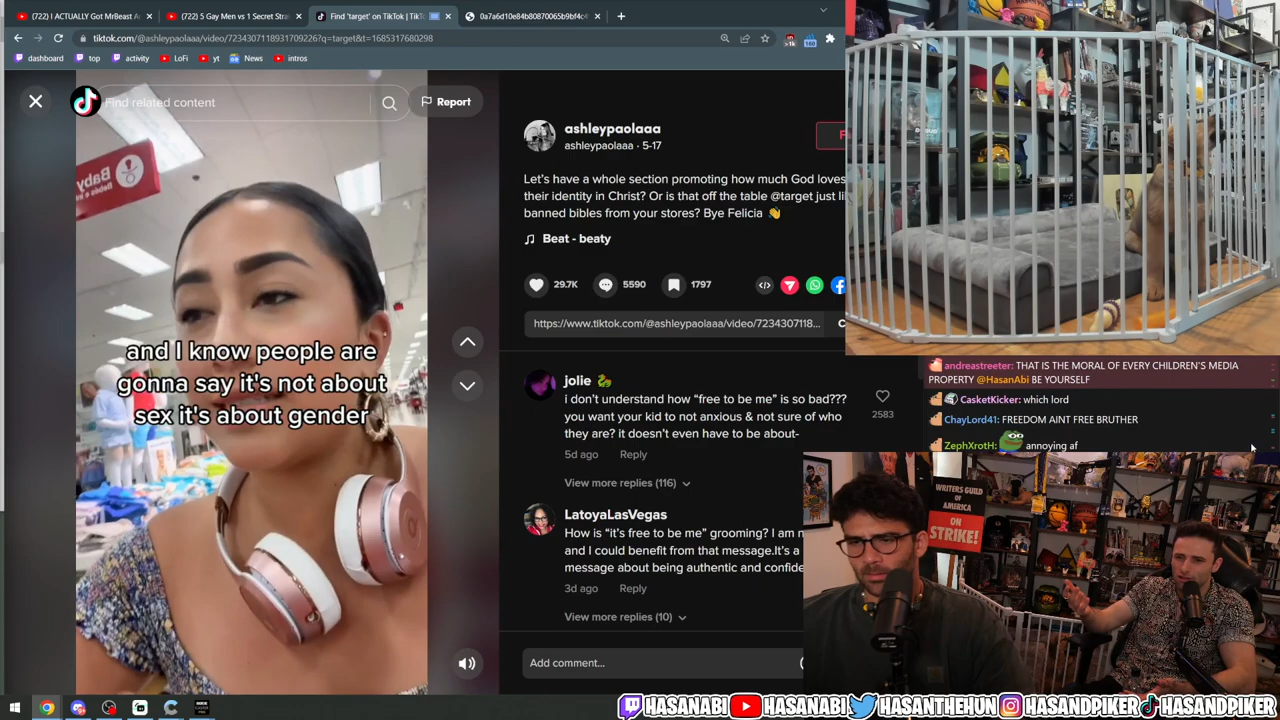 (722) I ACTUALLY Got MrBeast A
(722) 5 Gay Men vs 1 Secret Stra
Find 'target' on TikTok | TikT
0a7a6d10e84b80870065b9bf4c
tiktok.com/@ashleypaolaaa/video/7234307118931709226?q=target&t=1685317680298
dashboard
top
activity
LoFi
yt
News
intros
Find related content
Report
Baby
and I know people are
gonna say it's not about
sex it's about gender
ashleypaolaaa
ashleypaolaaa · 5-17
Let's have a whole section promoting how much God loves
their identity in Christ? Or is that off the table @target just li
banned bibles from your stores? Bye Felicia 👋
Beat - beaty
29.7K
5590
1797
https://www.tiktok.com/@ashleypaolaaa/video/7234307118...
jolie 🐍
i don't understand how "free to be me" is so bad???
you want your kid to not anxious & not sure of who
they are? it doesn't even have to be about-
2583
5d ago
Reply
View more replies (116)
LatoyaLasVegas
How is "it's free to be me" grooming? I am
and I could benefit from that message.It's a
message about being authentic and confide
3d ago
Reply
View more replies (10)
Add comment...
andreastreeter: THAT IS THE MORAL OF EVERY CHILDREN'S MEDIA
PROPERTY @HasanAbi BE YOURSELF
CasketKicker: which lord
ChayLord41: FREEDOM AINT FREE BRUTHER
ZephXrotH: annoying af
WRITERS GUILD
OF
AMERICA
ON
STRIKE!
HASANABI
HASANABI
HASANTHEHUN
HASANDPIKER
HASANDPIKER